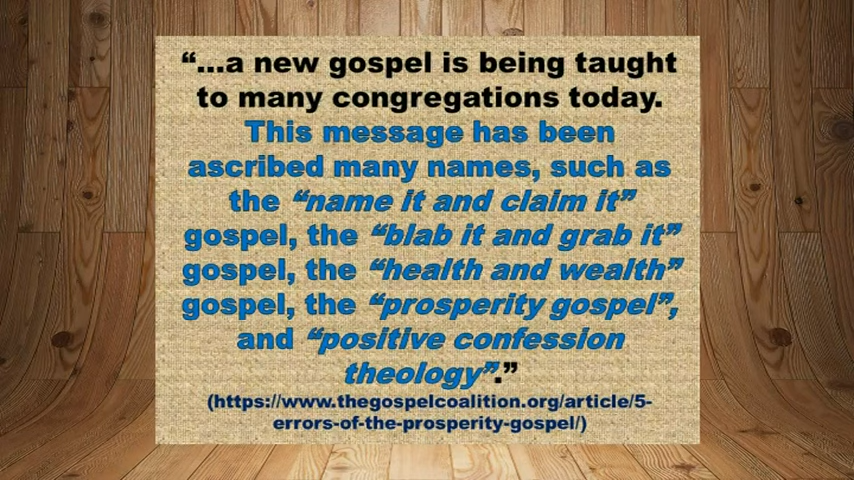 “...a new gospel is being taught
to many congregations today.
This message has been
ascribed many names, such as
the “name it and claim it”
gospel, the “blab it and grab it”
gospel, the “health and wealth”
gospel, the “prosperity gospel”,
and “positive confession
theology”.”
(https://www.thegospelcoalition.org/article/5-
errors-of-the-prosperity-gospel/)